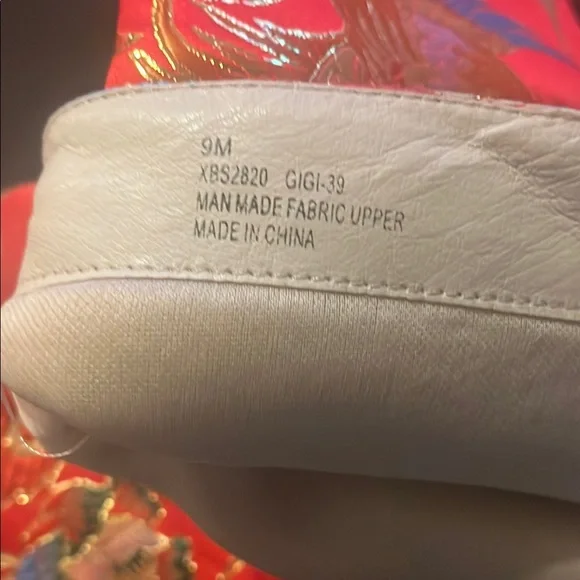 9M
XBS2820 GIGI-39
MAN MADE FABRIC UPPER
MADE IN CHINA